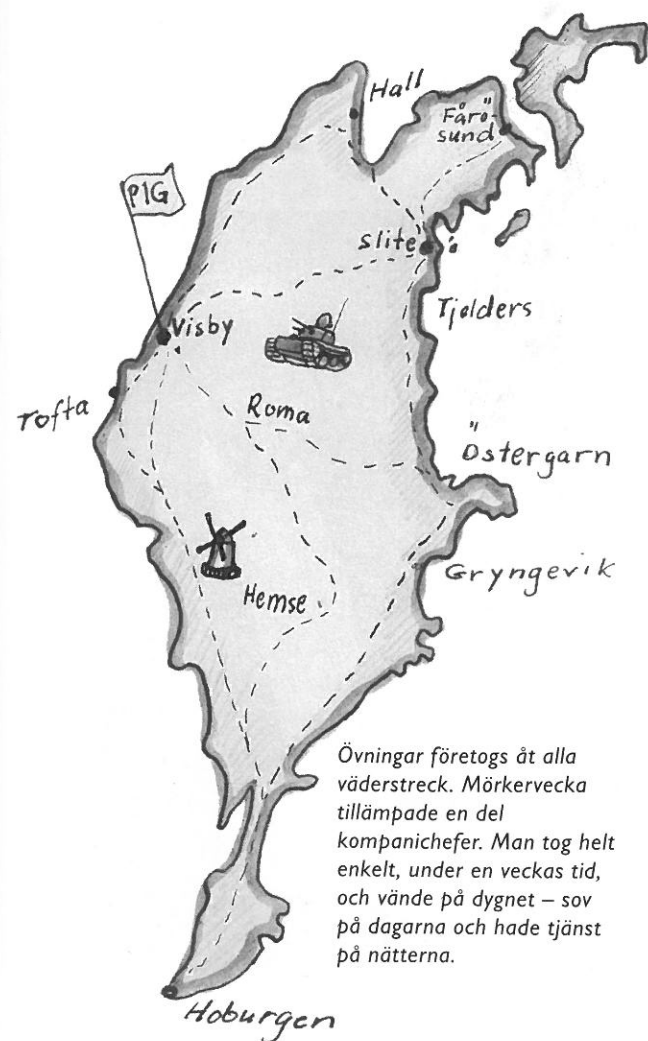 Hall
Fårö-
sund
P1G
Slite
Tjelders
Visby
Tofta
Roma
Östergarn
Gryngevik
Hemse
Övningar företogs åt alla
väderstreck. Mörkervecka
tillämpade en del
kompanichefer. Man tog helt
enkelt, under en veckas tid,
och vände på dygnet – sov
på dagarna och hade tjänst
på nätterna.
Hoburgen